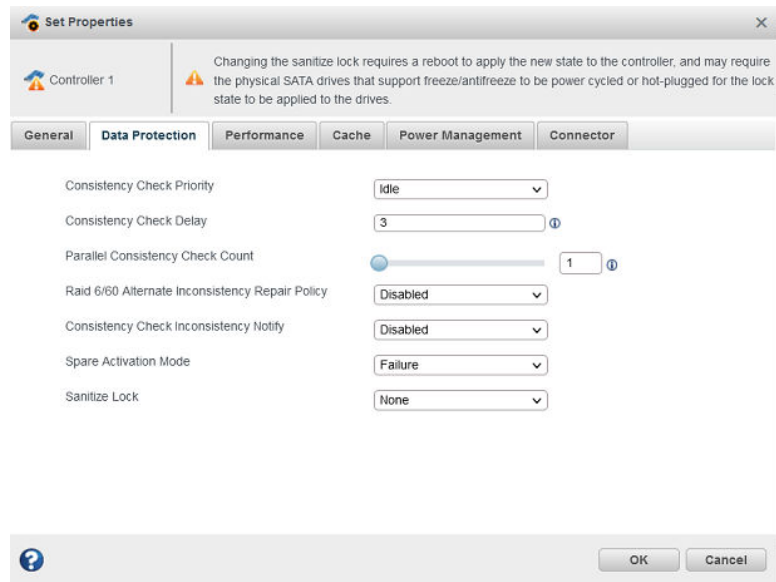 Set Properties
Controller 1
Changing the sanitize lock requires a reboot to apply the new state to the controller, and may require
the physical SATA drives that support freeze/antifreeze to be power cycled or hot-plugged for the lock
state to be applied to the drives.
General Data Protection Performance Cache Power Management Connector
Consistency Check Priority Idle
Consistency Check Delay 3
Parallel Consistency Check Count 1
Raid 6/60 Alternate Inconsistency Repair Policy Disabled
Consistency Check Inconsistency Notify Disabled
Spare Activation Mode Failure
Sanitize Lock None
OK Cancel